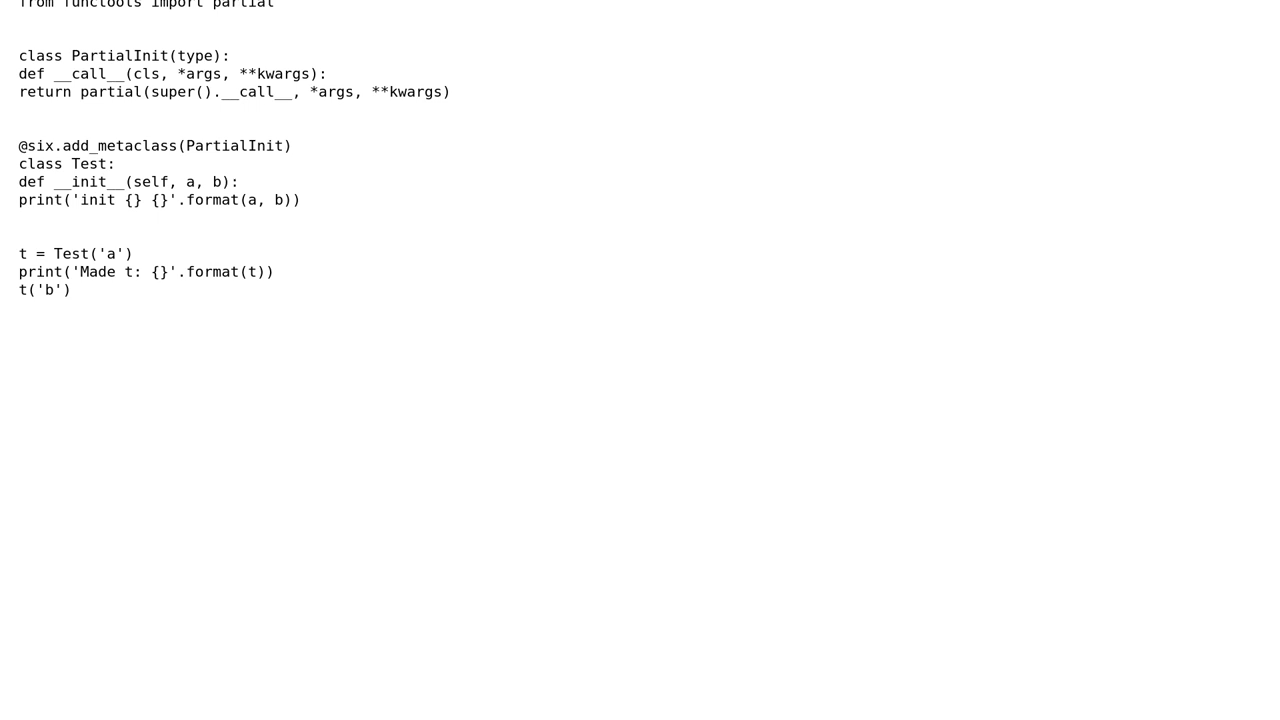 from functools import partial
class PartialInit(type):
def __call__(cls, *args, **kwargs):
return partial(super().__call__, *args, **kwargs)
@six.add_metaclass(PartialInit)
class Test:
def __init__(self, a, b):
print('init {} {}'.format(a, b))
t = Test('a')
print('Made t: {}'.format(t))
t('b')